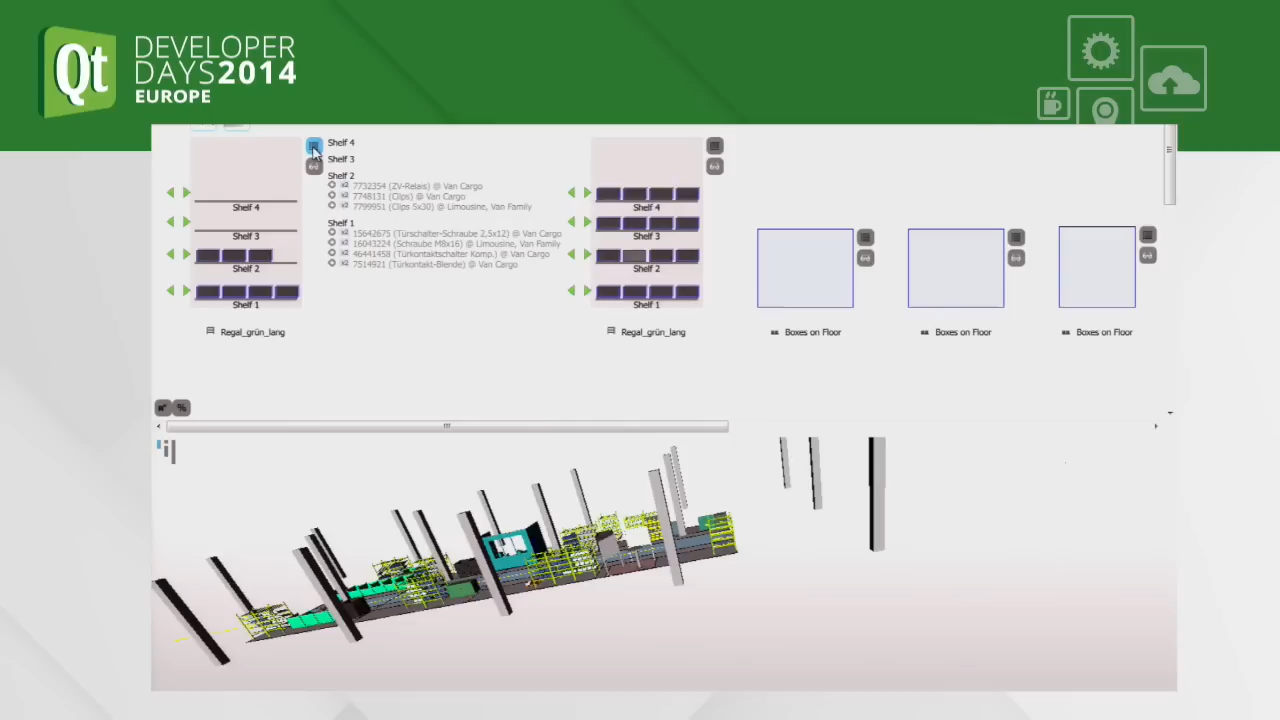 Qt
DEVELOPER
DAYS2014
EUROPE
Shelf 4
Shelf 3
Shelf 2
x2 7732354 (ZV-Relais) @ Van Cargo
x2 7748131 (Clips) @ Van Cargo
x2 7799951 (Clips 5x30) @ Limousine, Van Family
Shelf 1
x2 15642675 (Türschalter-Schraube 2,5x12) @ Van Cargo
x2 16043224 (Schraube M8x16) @ Limousine, Van Family
x2 46441458 (Türkontaktschalter Komp.) @ Van Cargo
x2 7514921 (Türkontakt-Blende) @ Van Cargo
Shelf 4
Shelf 3
Shelf 2
Shelf 1
Regal_grün_lang
Shelf 4
Shelf 3
Shelf 2
Shelf 1
Regal_grün_lang
Boxes on Floor
Boxes on Floor
Boxes on Floor
%